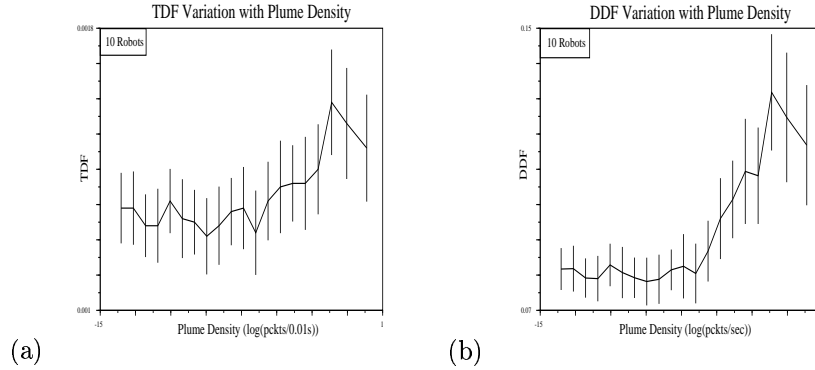 TDF Variation with Plume Density
0.0018
10 Robots
TDF
0.001
-15
1
Plume Density (log(pckts/0.01s))
(a)
DDF Variation with Plume Density
0.15
10 Robots
DDF
0.07
-15
Plume Density (log(pckts/sec))
(b)